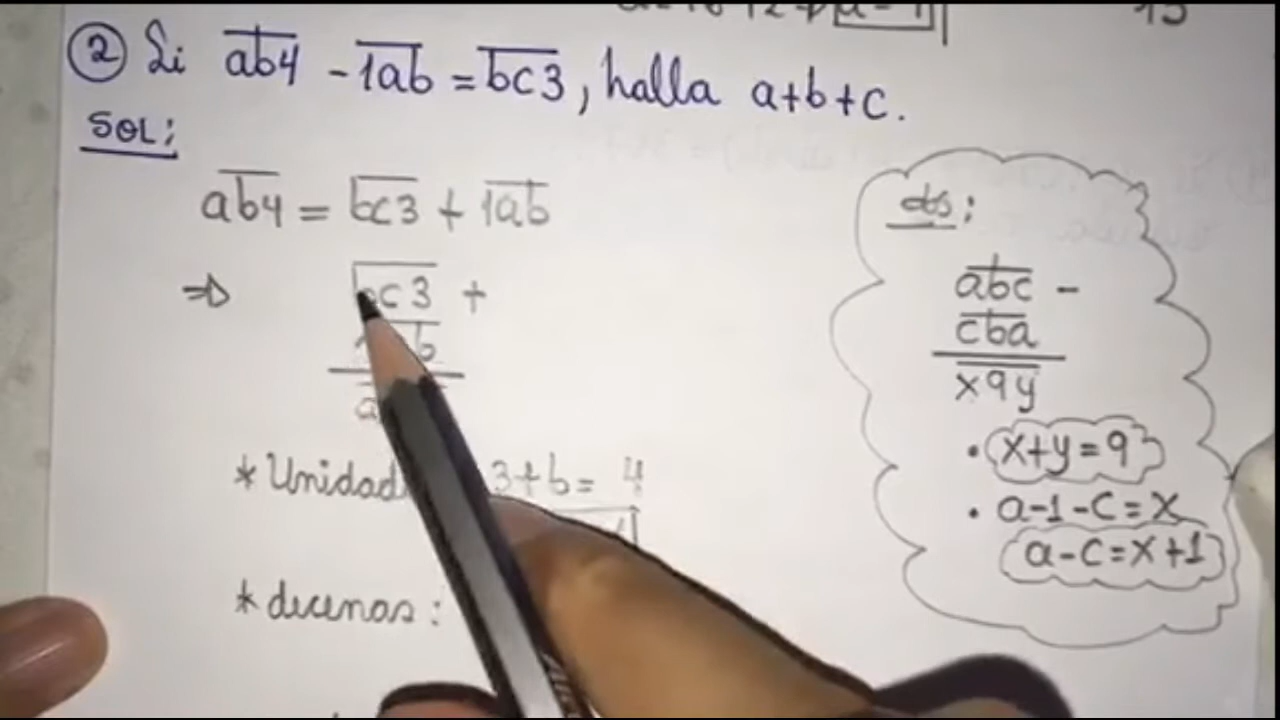 ② Si ab4 - 1ab = bc3, halla a+b+c.
SOL:
ab4 = bc3 + 1ab
⇒ bc3 +
b
a
* Unidad 3+b= 4
* decenas:
obs:
abc -
cba
x9y
• x+y=9
• a-1-c=x
a-c=x+1